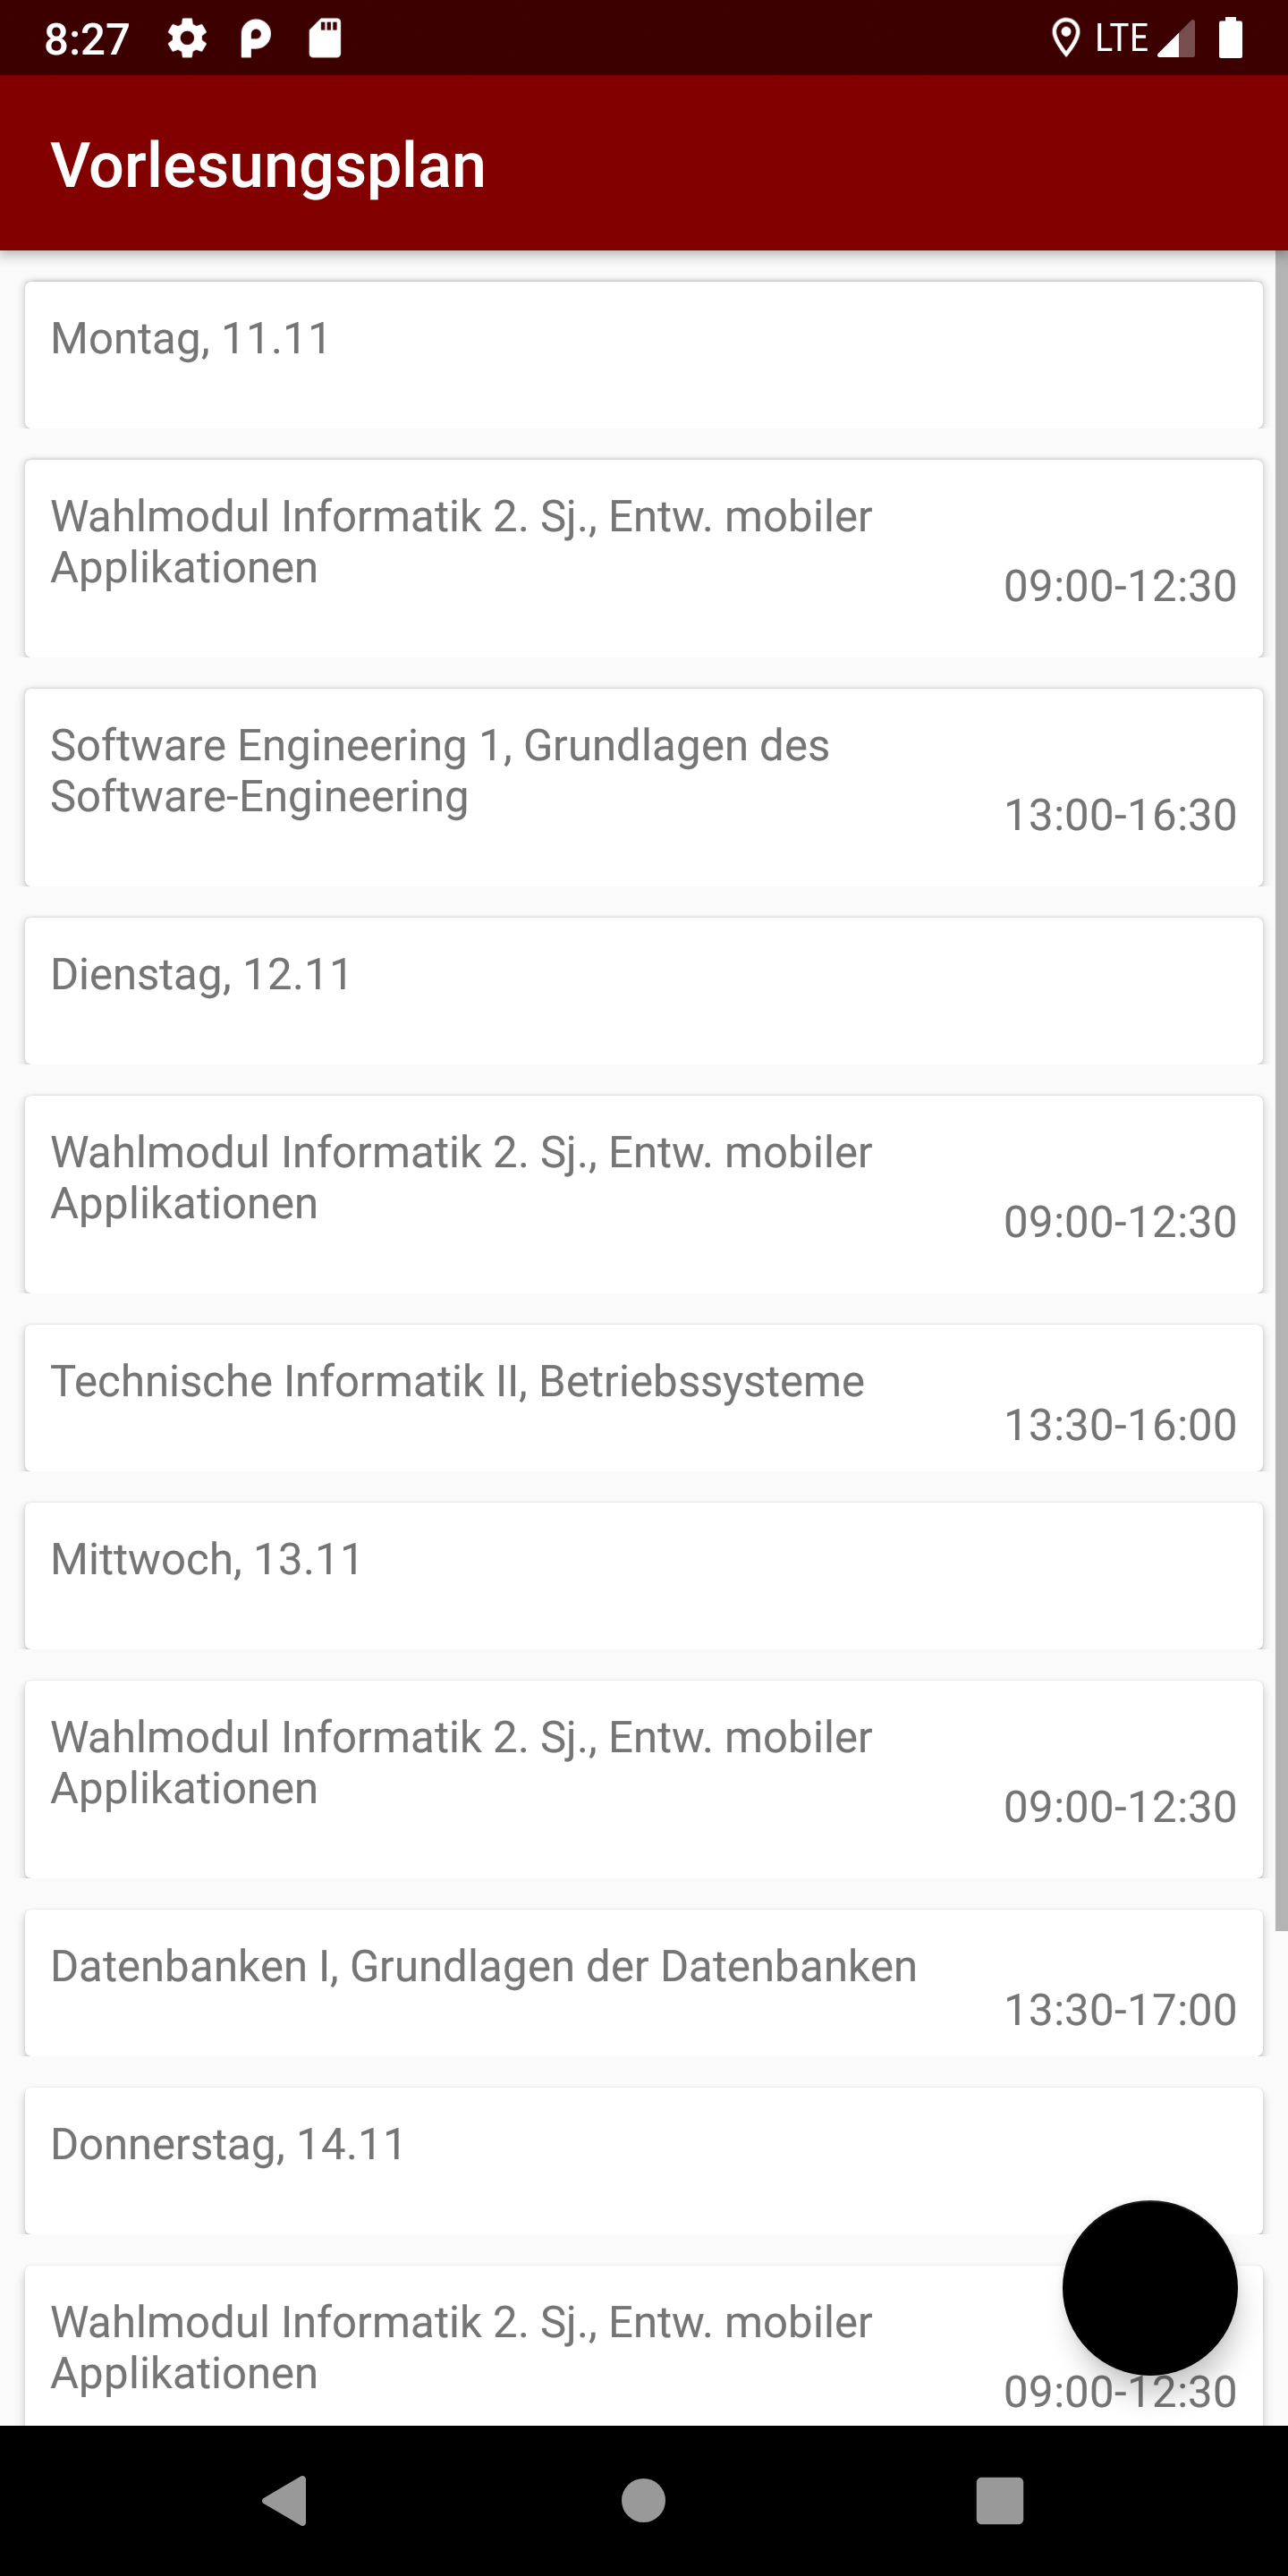 8:27
LTE
Vorlesungsplan
Montag, 11.11
Wahlmodul Informatik 2. Sj., Entw. mobiler
Applikationen
09:00-12:30
Software Engineering 1, Grundlagen des
Software-Engineering
13:00-16:30
Dienstag, 12.11
Wahlmodul Informatik 2. Sj., Entw. mobiler
Applikationen
09:00-12:30
Technische Informatik II, Betriebssysteme
13:30-16:00
Mittwoch, 13.11
Wahlmodul Informatik 2. Sj., Entw. mobiler
Applikationen
09:00-12:30
Datenbanken I, Grundlagen der Datenbanken
13:30-17:00
Donnerstag, 14.11
Wahlmodul Informatik 2. Sj., Entw. mobiler
Applikationen
09:00-12:30